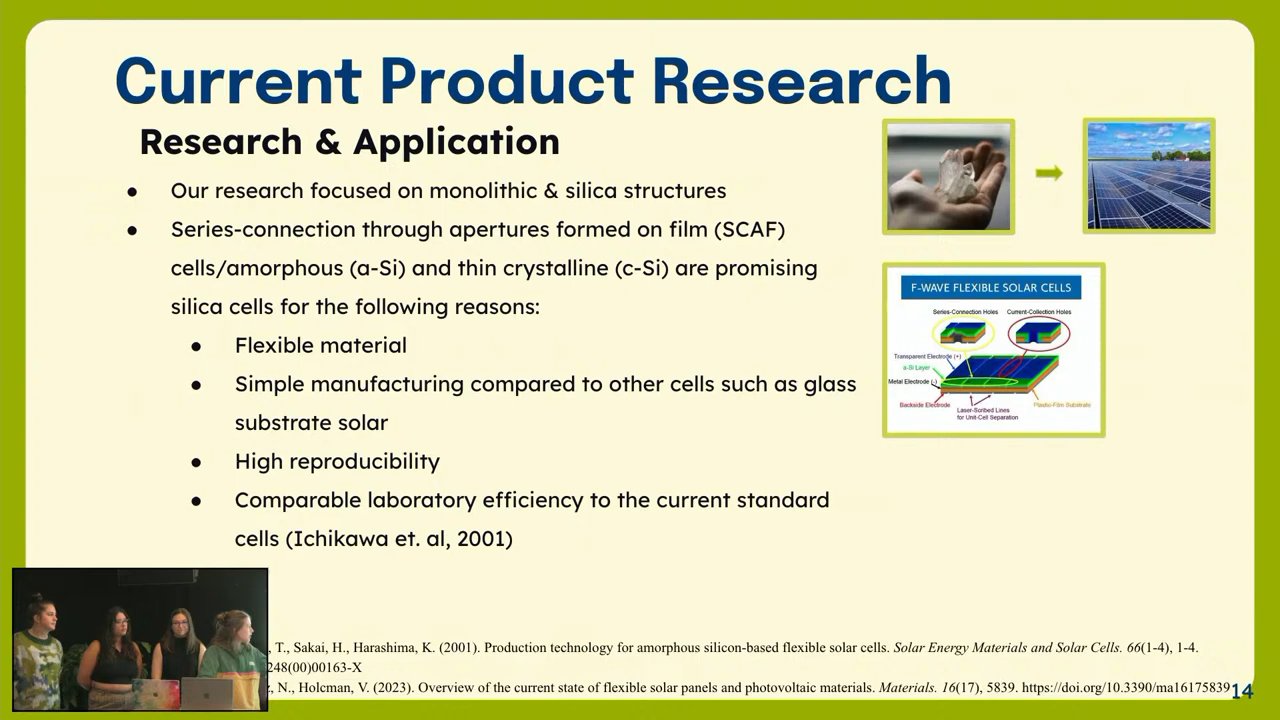 Current Product Research
Research & Application
● Our research focused on monolithic & silica structures
● Series-connection through apertures formed on film (SCAF)
cells/amorphous (a-Si) and thin crystalline (c-Si) are promising
silica cells for the following reasons:
● Flexible material
● Simple manufacturing compared to other cells such as glass
substrate solar
● High reproducibility
● Comparable laboratory efficiency to the current standard
cells (Ichikawa et. al, 2001)
F-WAVE FLEXIBLE SOLAR CELLS
Series-Connection Holes
Current-Collection Holes
Transparent Electrode (+)
a-Si Layer
Metal Electrode (-)
Backside Electrode
Laser-Scribed Lines
for Unit-Cell Separation
Plastic-Film Substrate
, T., Sakai, H., Harashima, K. (2001). Production technology for amorphous silicon-based flexible solar cells. Solar Energy Materials and Solar Cells. 66(1-4), 1-4.
248(00)00163-X
z, N., Holcman, V. (2023). Overview of the current state of flexible solar panels and photovoltaic materials. Materials. 16(17), 5839. https://doi.org/10.3390/ma16175839
14